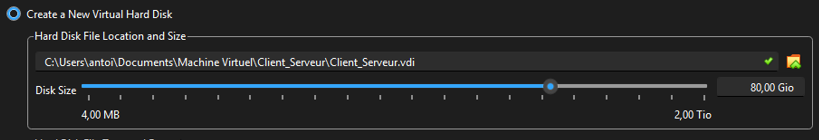 Create a New Virtual Hard Disk
Hard Disk File Location and Size
C:\Users\antoi\Documents\Machine Virtuel\Client_Serveur\Client_Serveur.vdi
Disk Size
80,00 Gio
4,00 MB
2,00 Tio